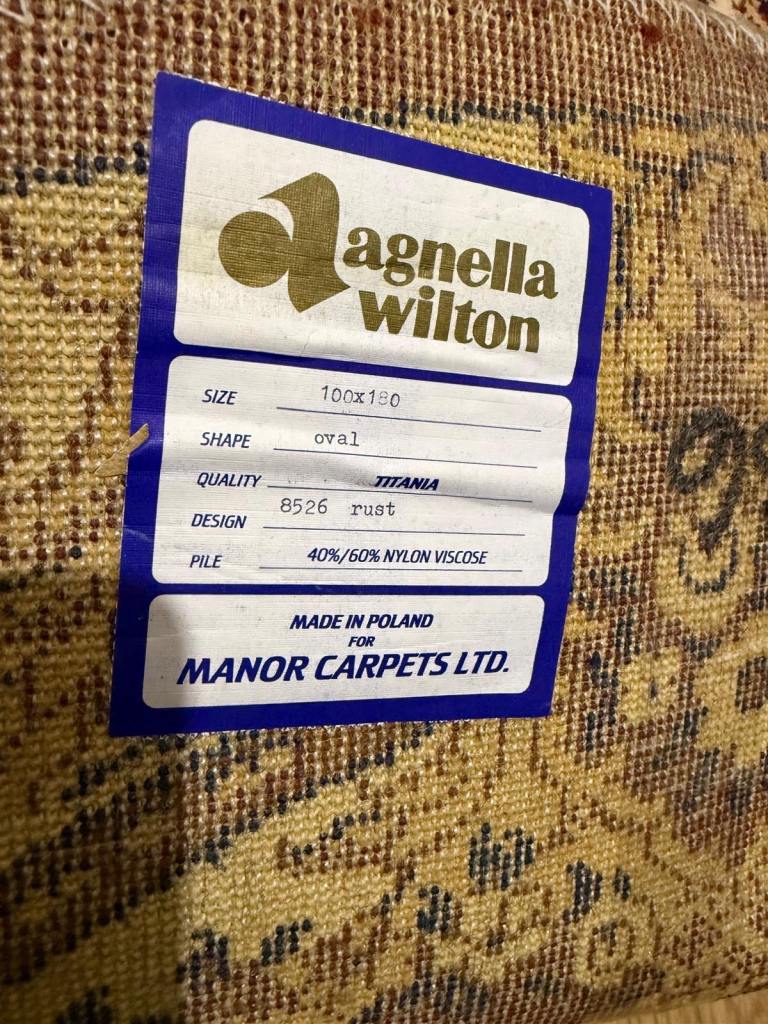 agnella
wilton
SIZE 100x180
SHAPE oval
QUALITY TITANIA
DESIGN 8526 rust
PILE 40%/60% NYLON VISCOSE
MADE IN POLAND
FOR
MANOR CARPETS LTD.